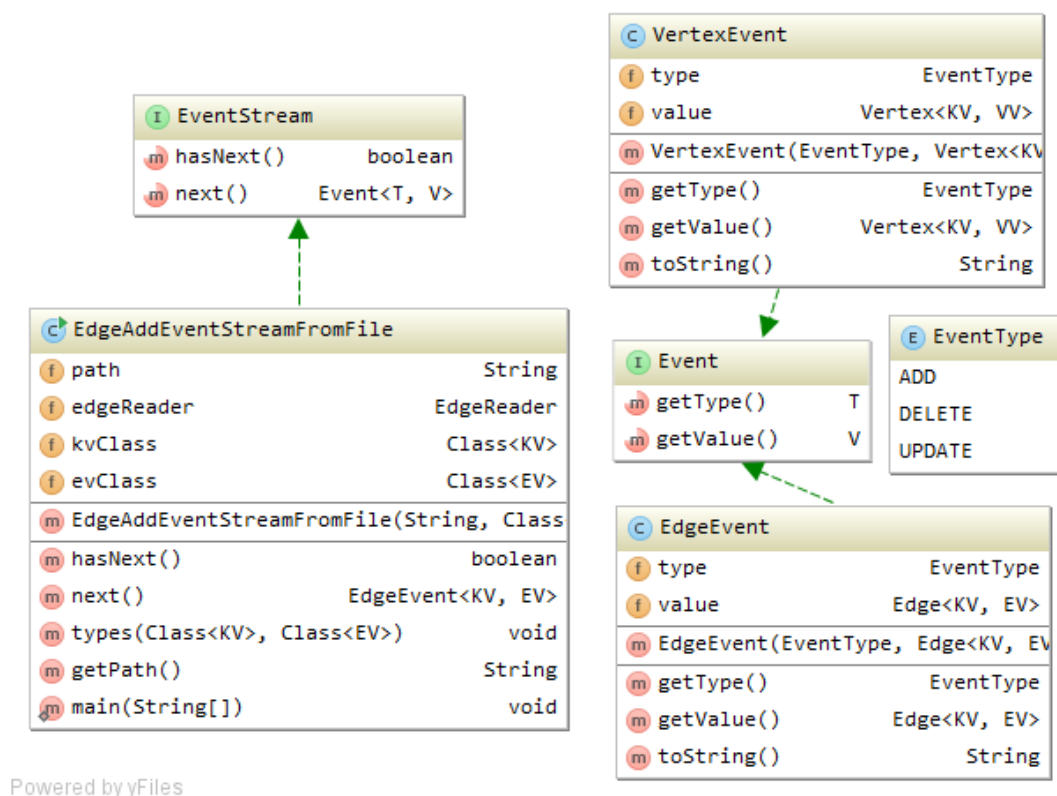 EventStream
hasNext() boolean
next() Event<T, V>
EdgeAddEventStreamFromFile
path String
edgeReader EdgeReader
kvClass Class<KV>
evClass Class<EV>
EdgeAddEventStreamFromFile(String, Class
hasNext() boolean
next() EdgeEvent<KV, EV>
types(Class<KV>, Class<EV>) void
getPath() String
main(String[]) void
VertexEvent
type EventType
value Vertex<KV, VV>
VertexEvent(EventType, Vertex<KV
getType() EventType
getValue() Vertex<KV, VV>
toString() String
Event
getType() T
getValue() V
EventType
ADD
DELETE
UPDATE
EdgeEvent
type EventType
value Edge<KV, EV>
EdgeEvent(EventType, Edge<KV, EV
getType() EventType
getValue() Edge<KV, EV>
toString() String
Powered by yFiles